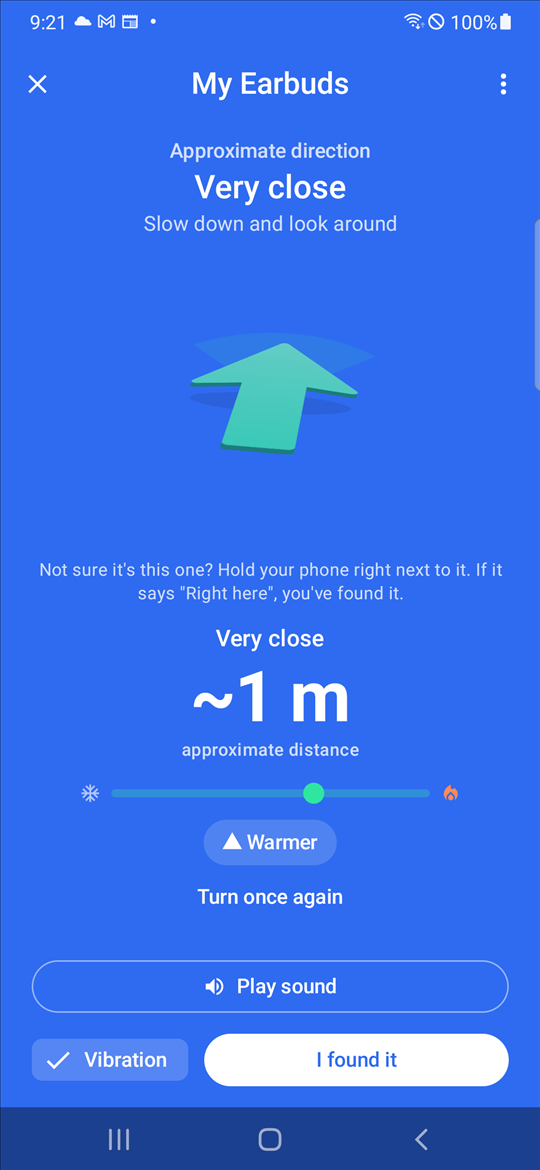 9:21
100%
My Earbuds
Approximate direction
Very close
Slow down and look around
Not sure it's this one? Hold your phone right next to it. If it
says "Right here", you've found it.
Very close
~1 m
approximate distance
Warmer
Turn once again
Play sound
Vibration
I found it